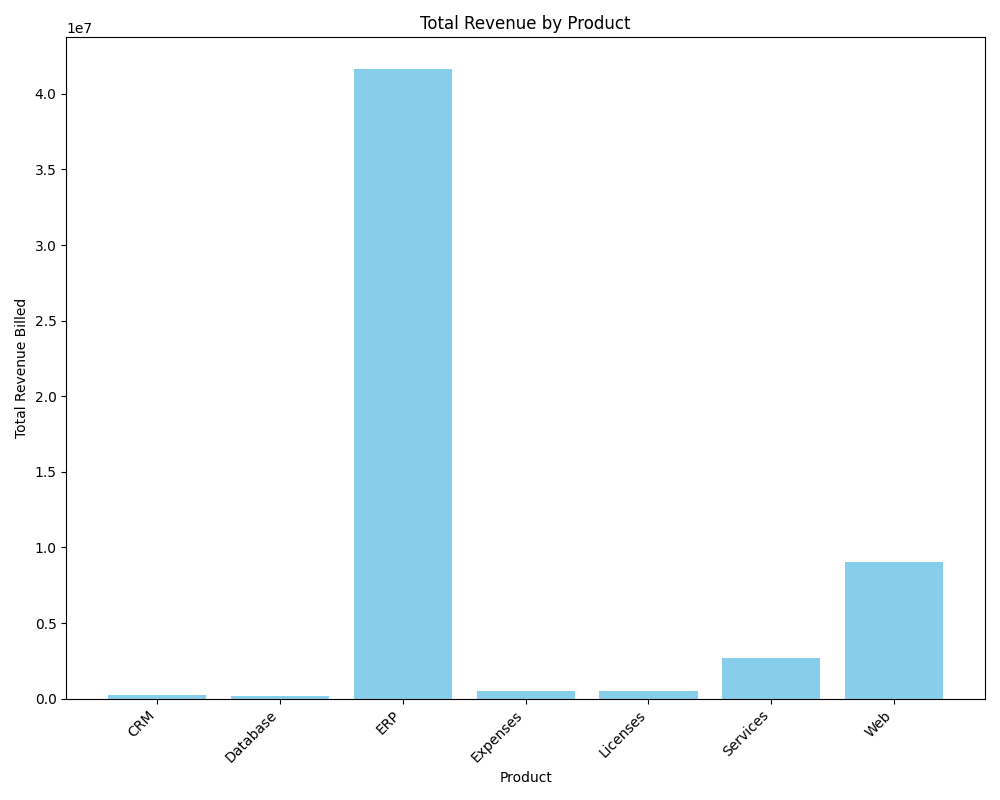 Total Revenue by Product
1e7
4.0
3.5
3.0
2.5
2.0
1.5
1.0
0.5
0.0
Total Revenue Billed
CRM
Database
ERP
Expenses
Licenses
Services
Web
Product